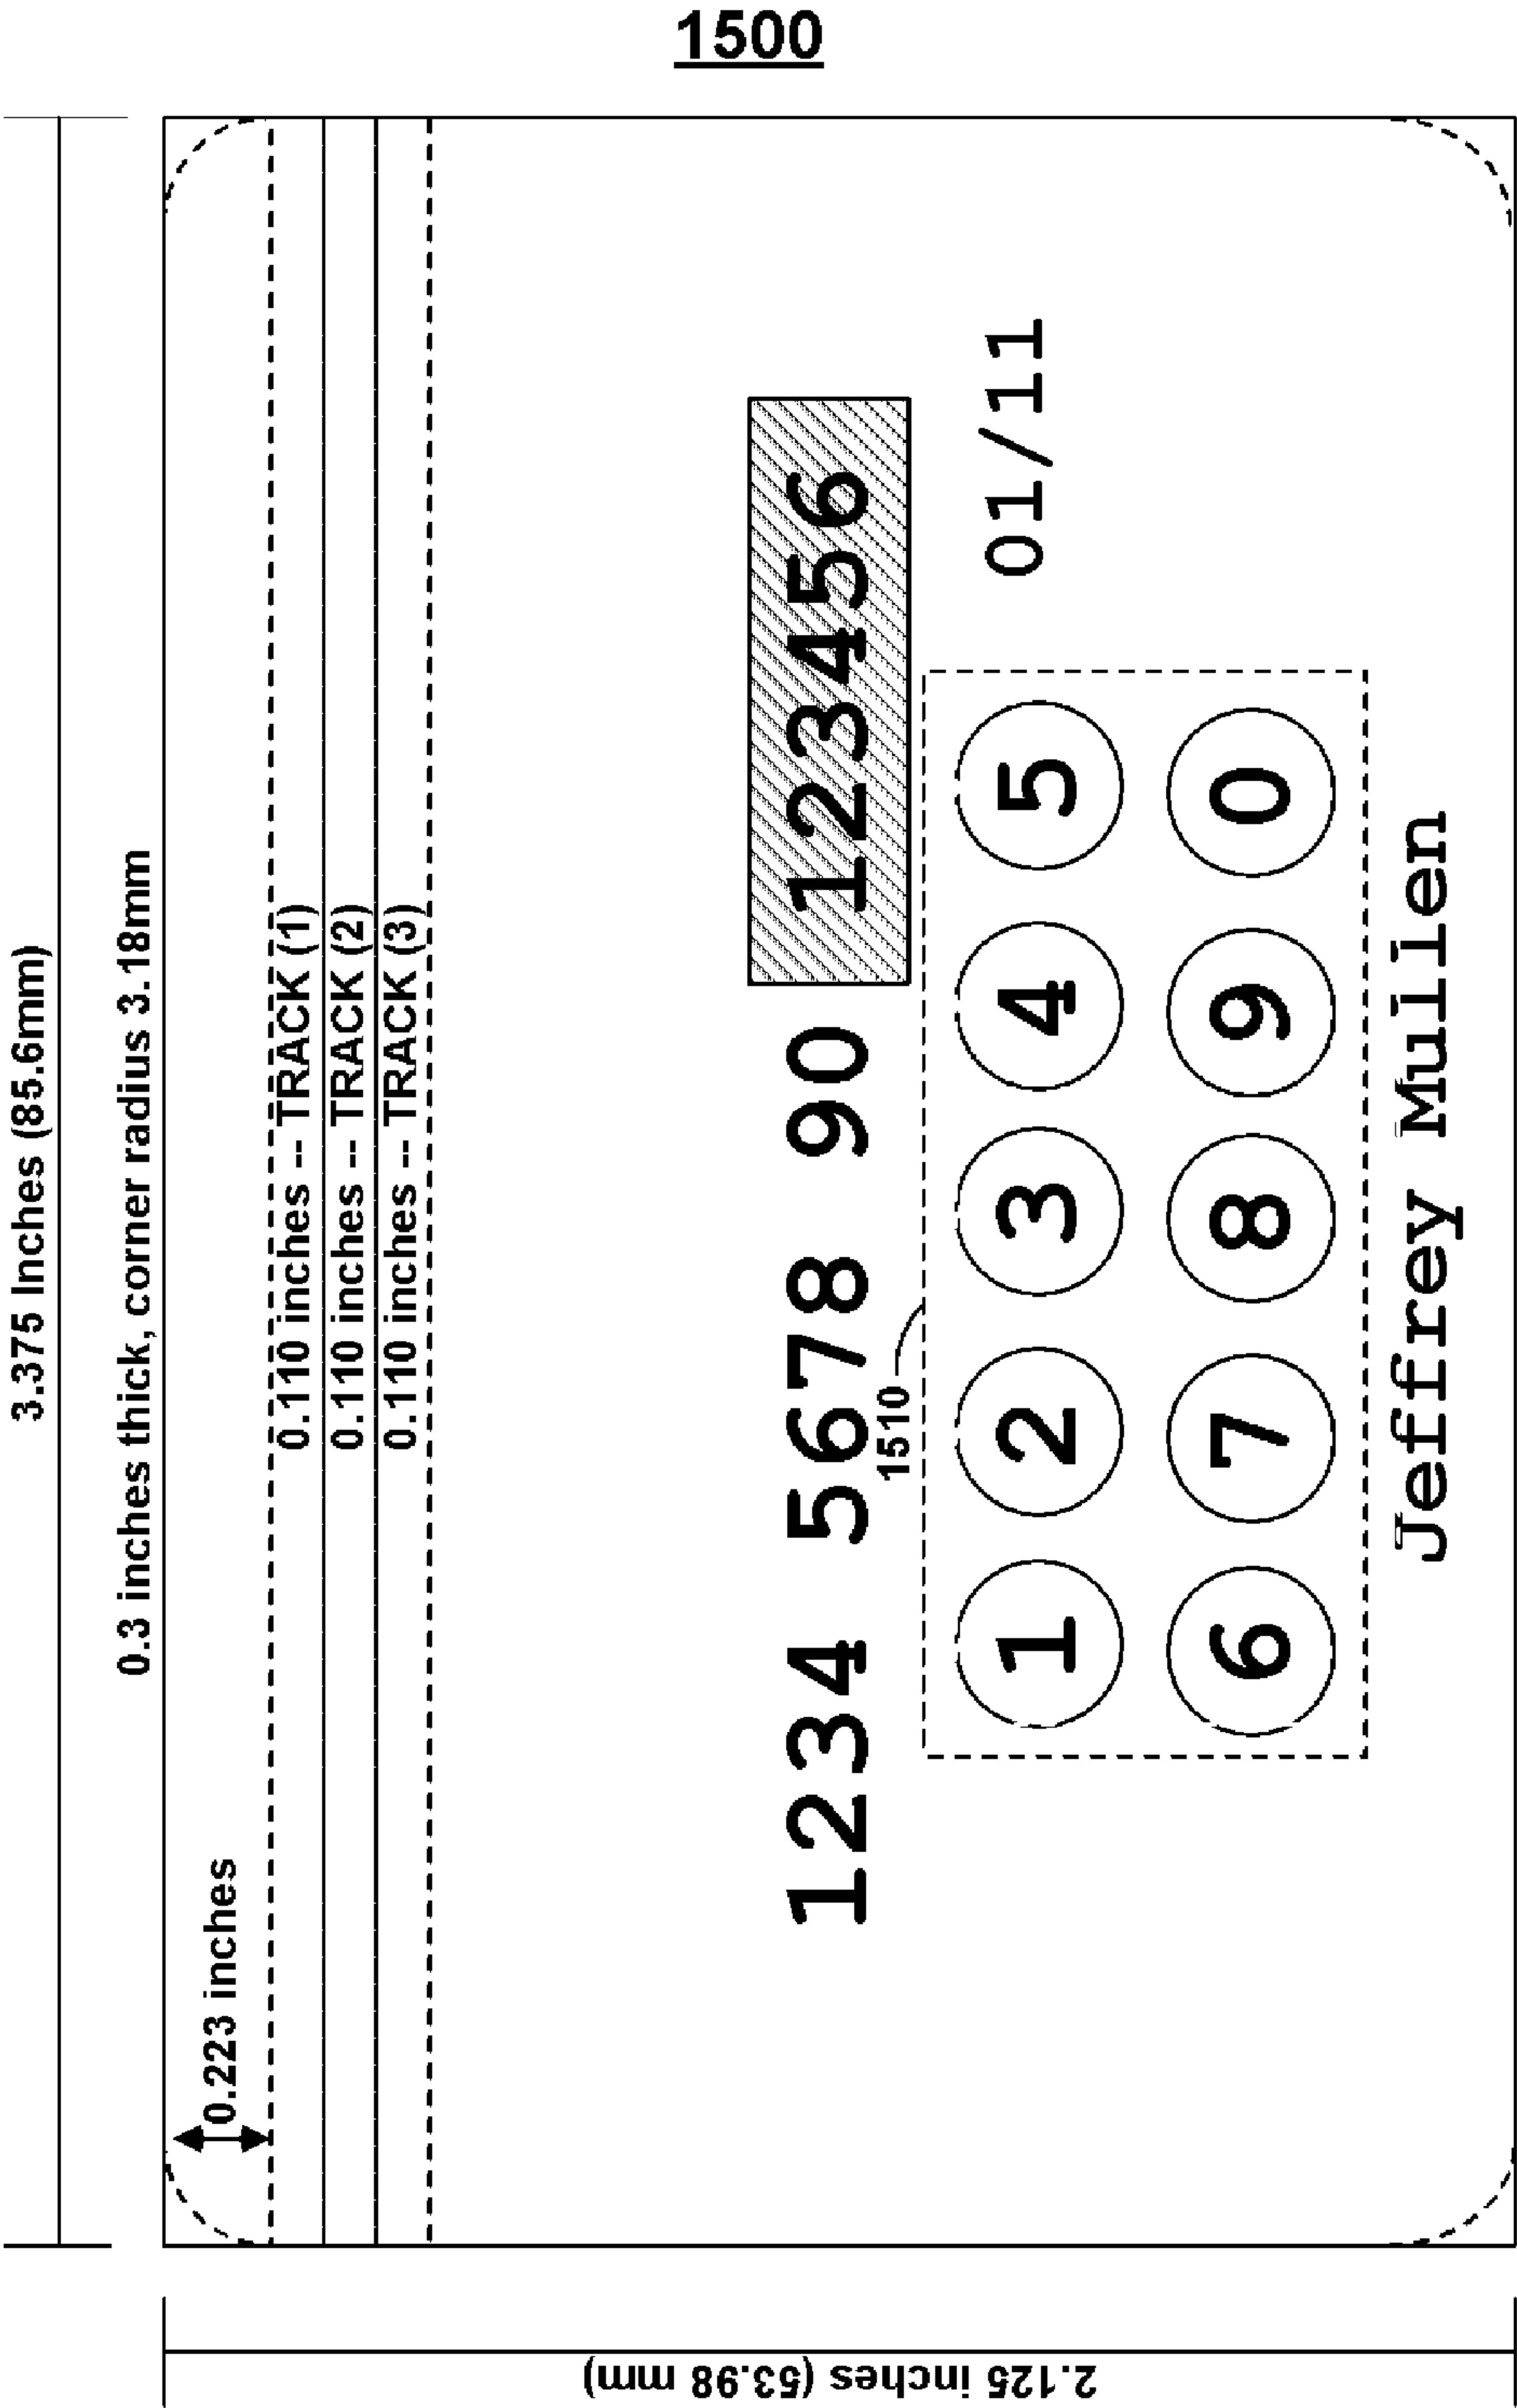 1500
3.375 Inches (85.6mm)
0.3 inches thick, corner radius 3.18mm
0.223 inches
0.110 inches -- TRACK (1)
0.110 inches -- TRACK (2)
0.110 inches -- TRACK (3)
2.125 inches (53.98 mm)
1234 5678 90 123456
1510
01/11
1 2 3 4 5
6 7 8 9 0
Jeffrey Mullen